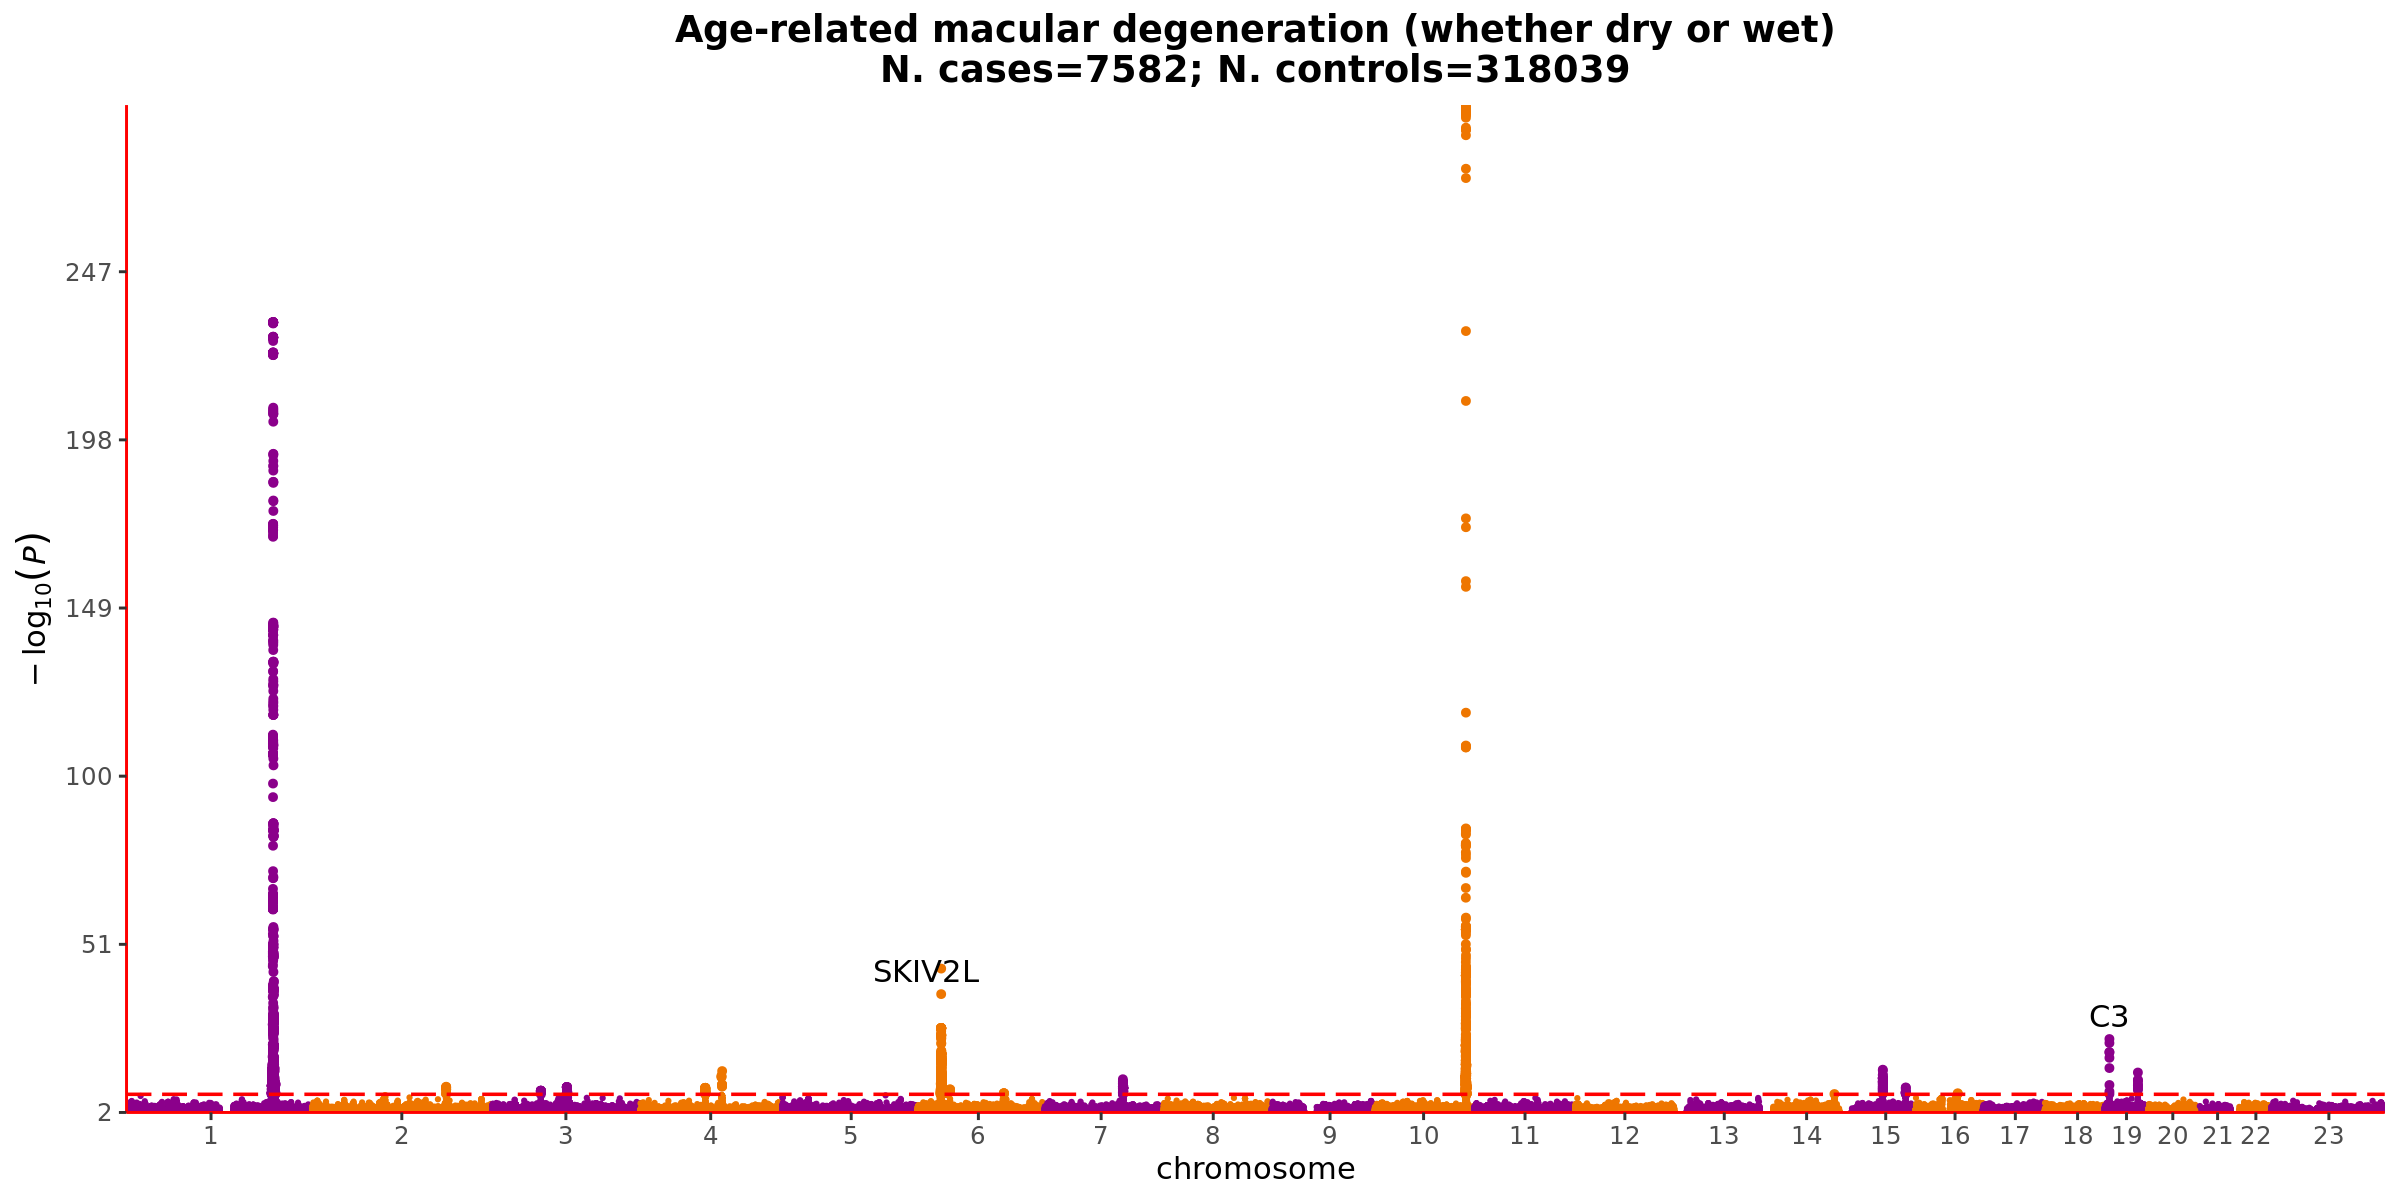 Age-related macular degeneration (whether dry or wet)
N. cases=7582; N. controls=318039
−log₁₀(P)
247
198
149
100
51
2
SKIV2L
C3
1 2 3 4 5 6 7 8 9 10 11 12 13 14 15 16 17 18 19 20 21 22 23
chromosome